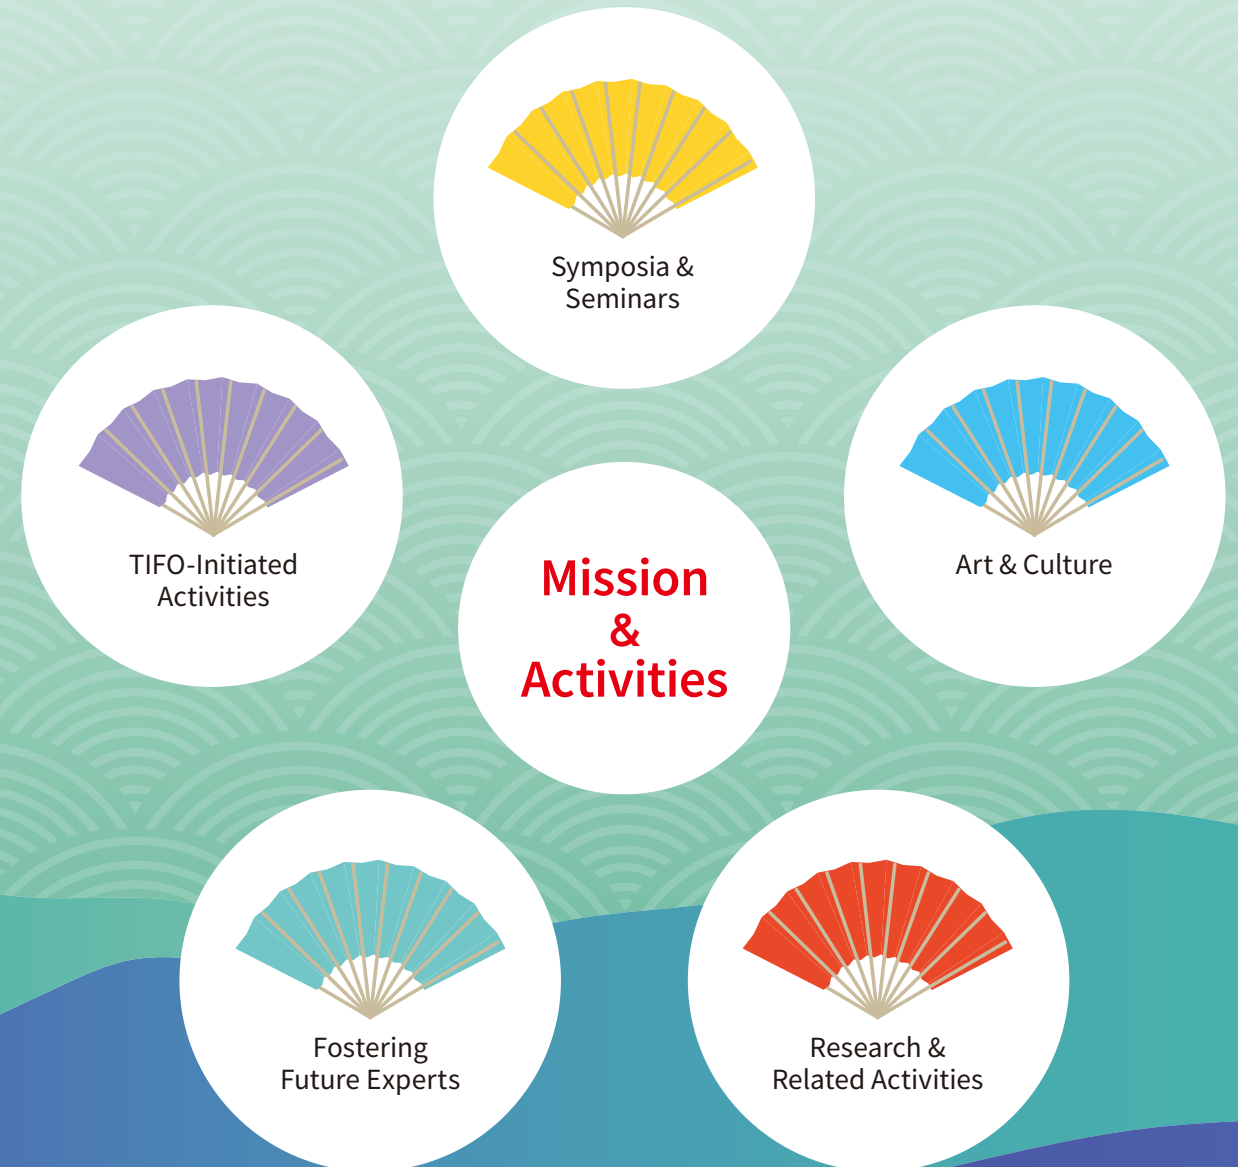 Symposia &
Seminars
TIFO-Initiated
Activities
Art & Culture
Mission
&
Activities
Fostering
Future Experts
Research &
Related Activities